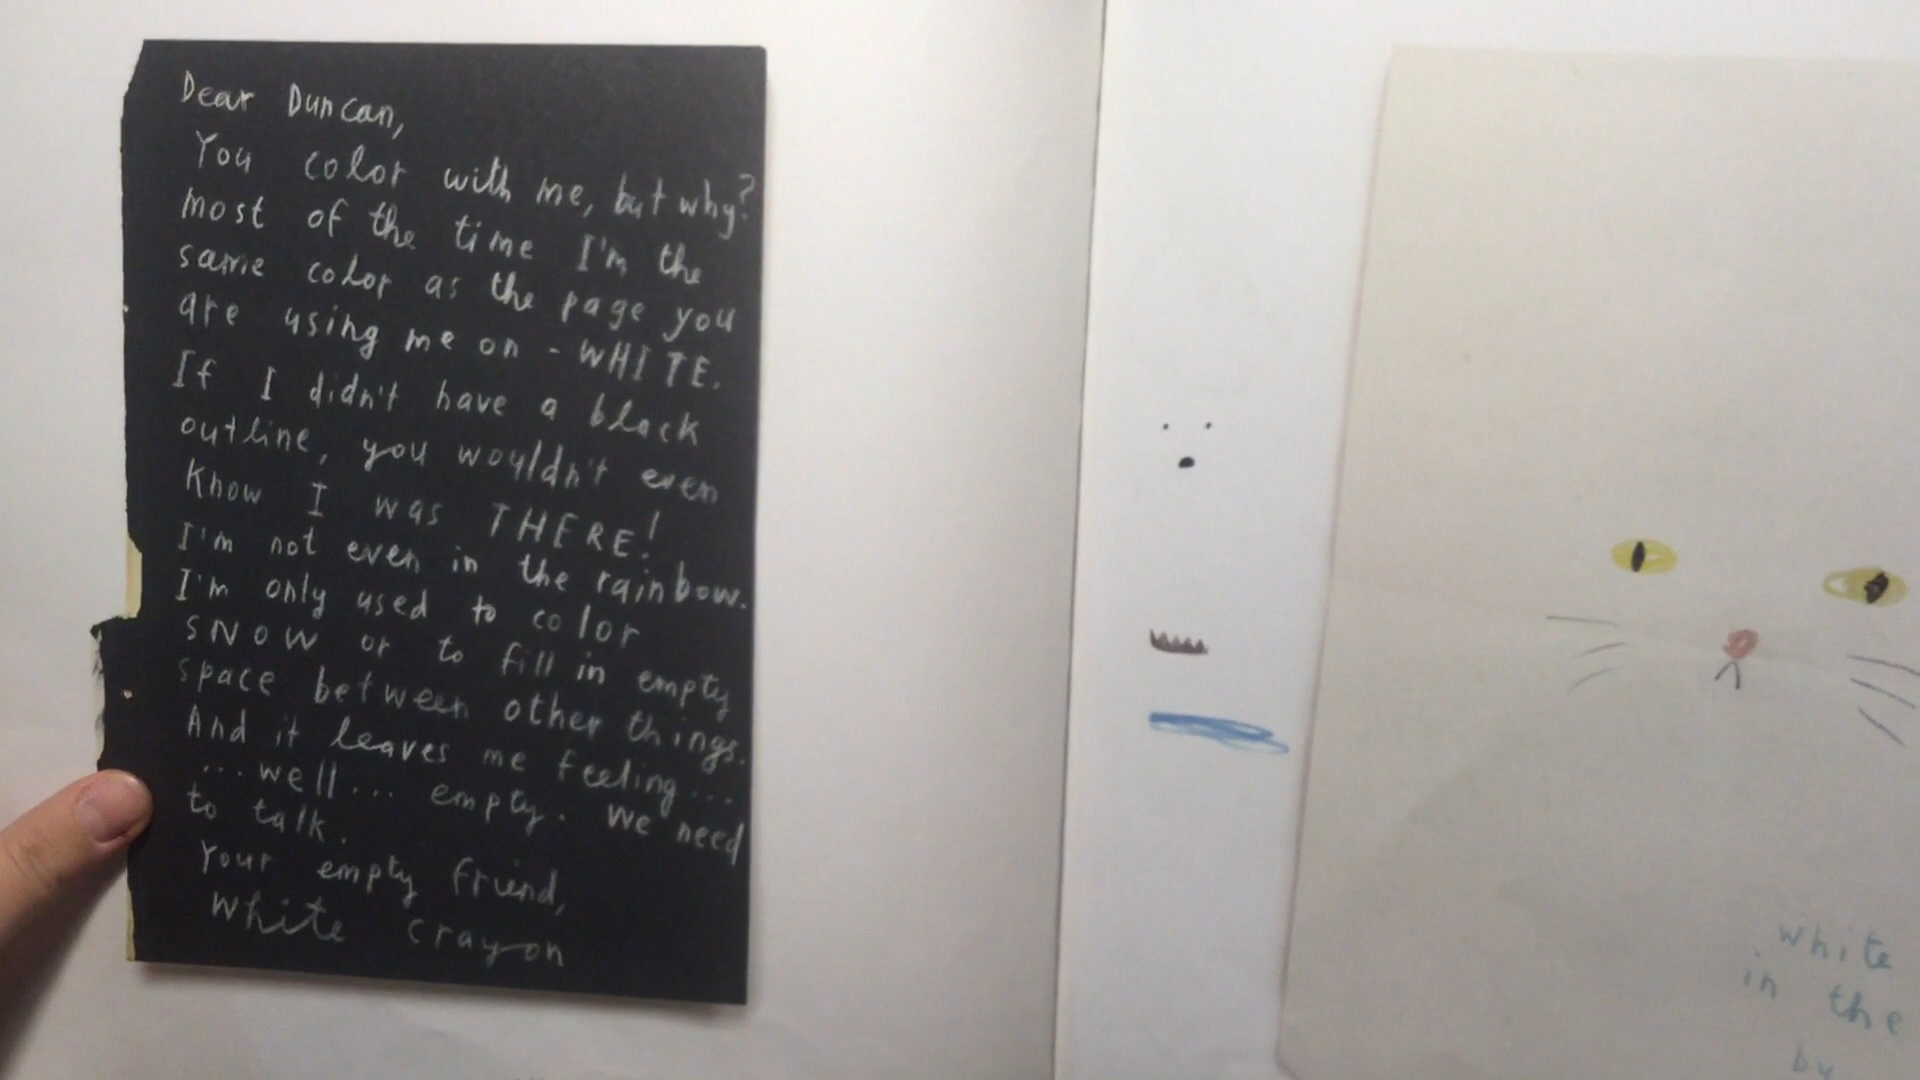 Dear Duncan,
You color with me, but why?
most of the time I'm the
same color as the page you
are using me on - WHITE.
If I didn't have a black
outline, you wouldn't even
know I was THERE!
I'm not even in the rainbow.
I'm only used to color
SNOW or to fill in empty
space between other things.
And it leaves me feeling...
...well... empty. We need
to talk.
Your empty friend,
White crayon
white
in the
by